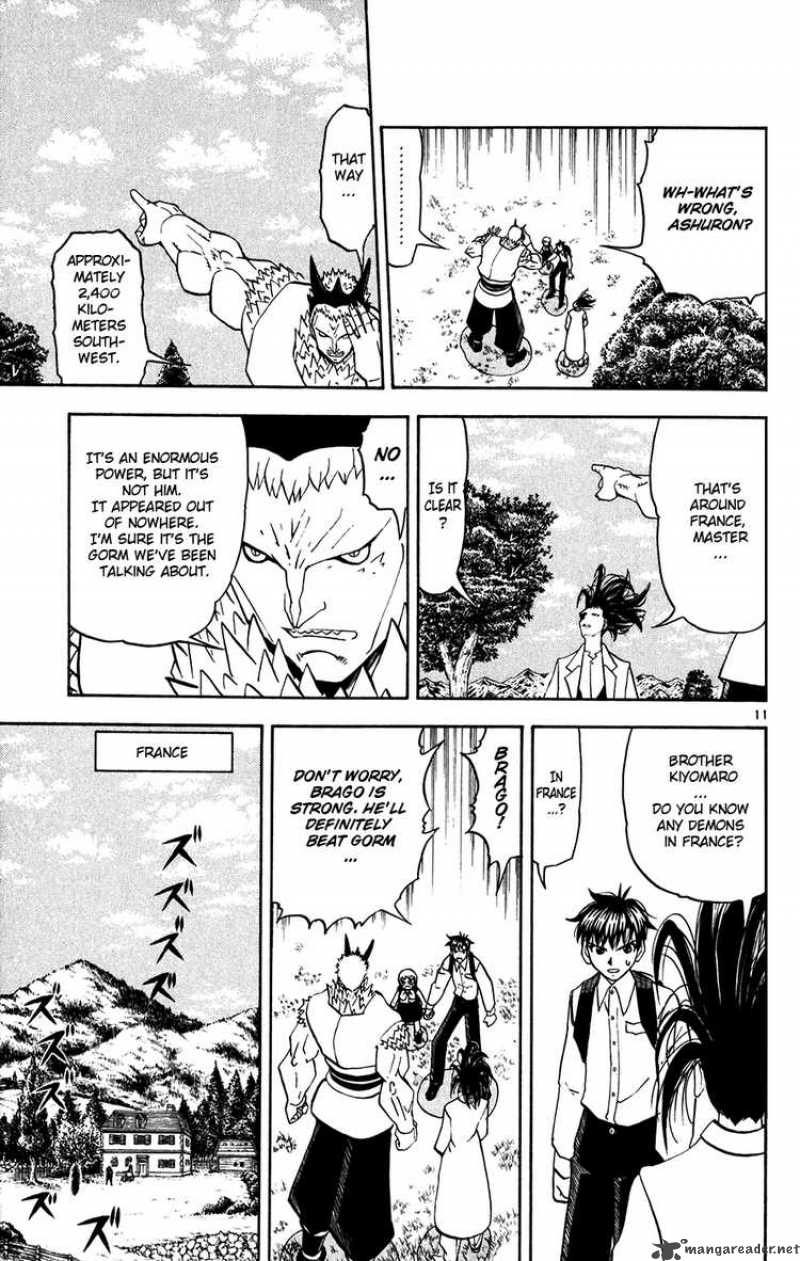 WH-WHAT'S
WRONG,
ASHURON?
.........
THAT
WAY
...
APPROXI-
MATELY
2,400
KILO-
METERS
SOUTH-
WEST.
THAT'S
AROUND
FRANCE,
MASTER
...
IS IT
CLEAR
?
NO
...
IT'S AN ENORMOUS
POWER, BUT IT'S
NOT HIM.
IT APPEARED OUT
OF NOWHERE.
I'M SURE IT'S THE
GORM WE'VE BEEN
TALKING ABOUT.
11
BROTHER
KIYOMARO
...
DO YOU KNOW
ANY DEMONS
IN FRANCE?
IN
FRANCE
...?
BRAGO!
DON'T WORRY,
BRAGO IS
STRONG. HE'LL
DEFINITELY
BEAT GORM
...
FRANCE
ズズズズ
ズズズ
ズズ
mangareader.net